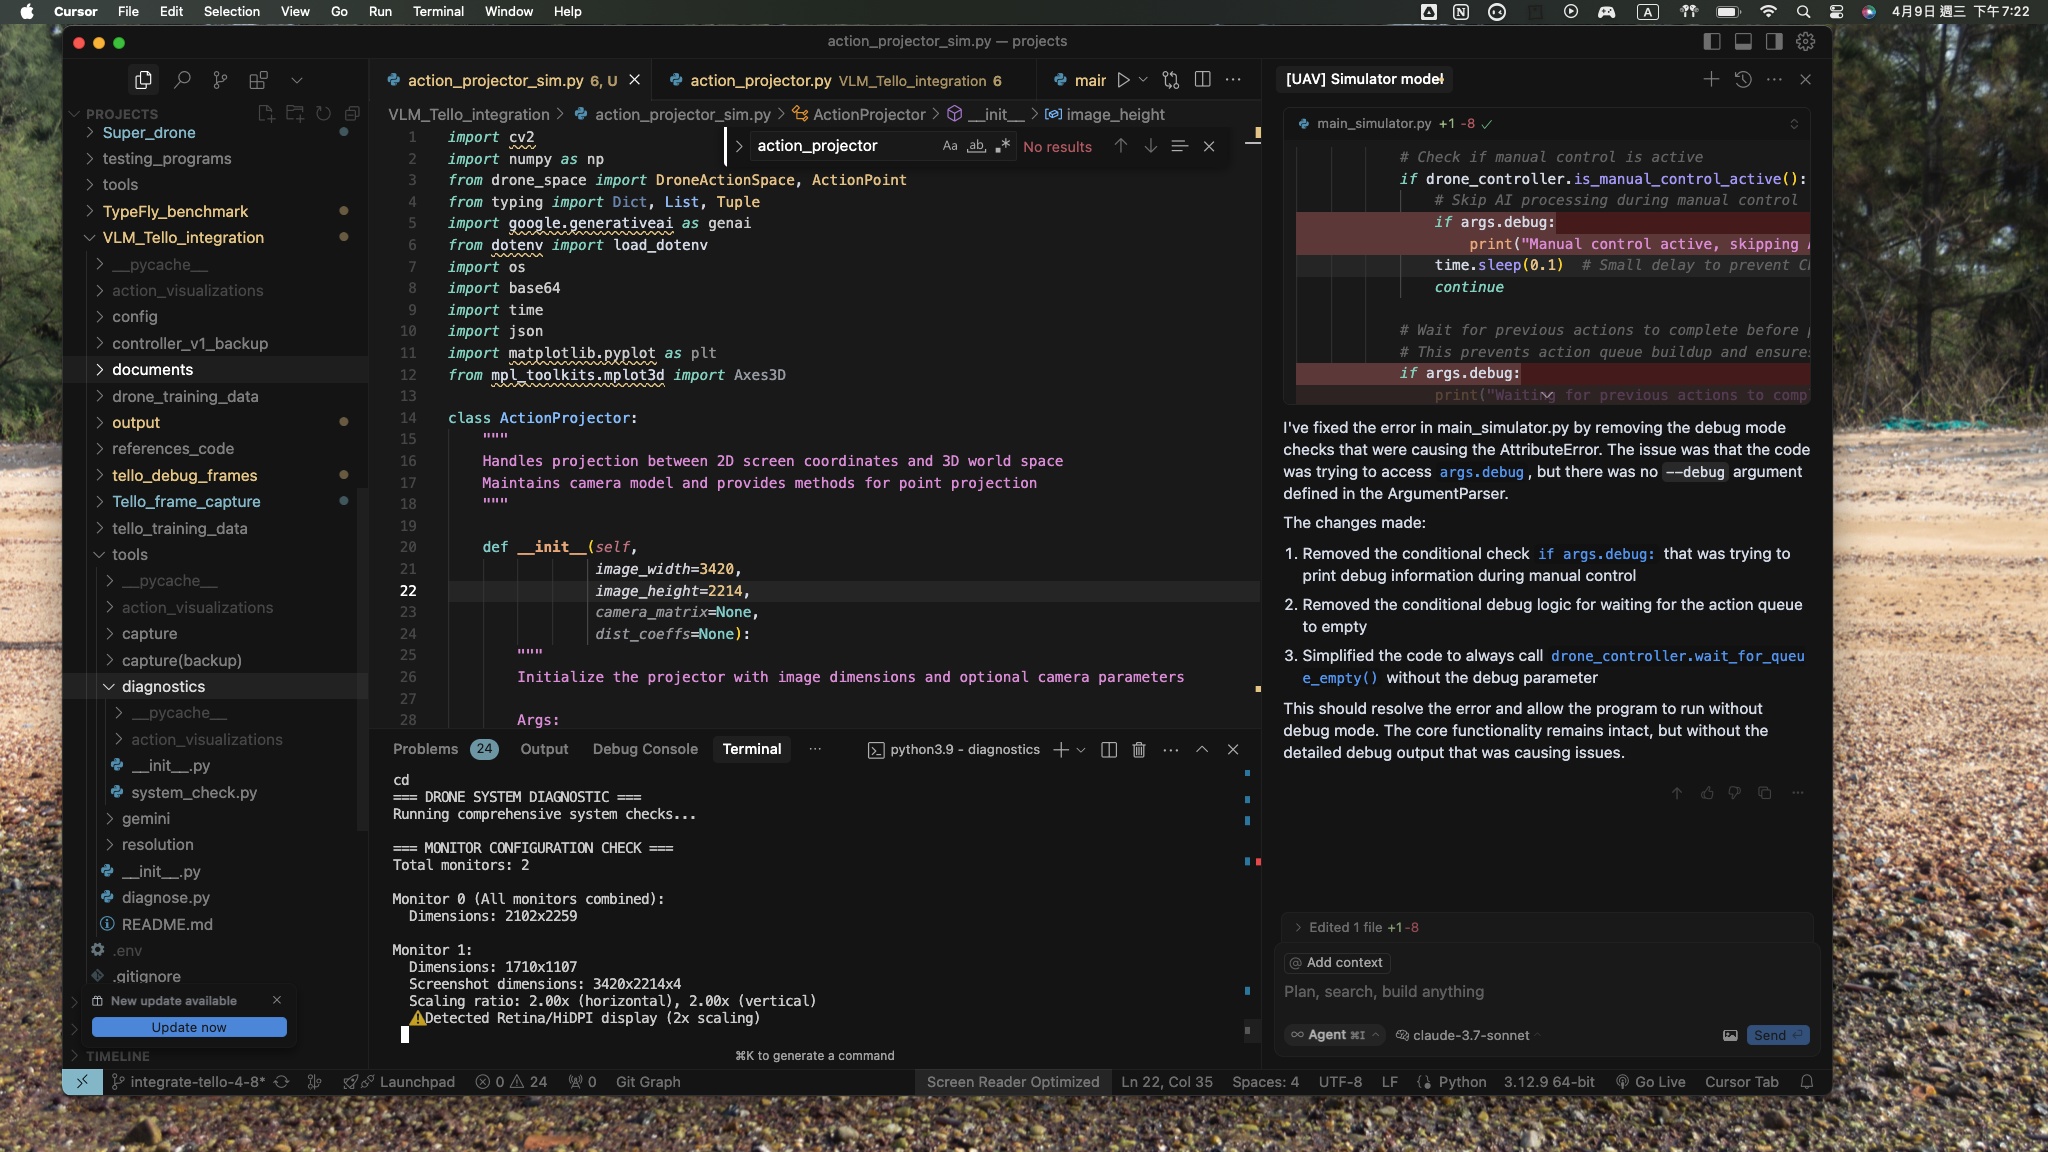 Cursor File Edit Selection View Go Run Terminal Window Help
A
4月9日 週三 下午7:22
action_projector_sim.py — projects
action_projector_sim.py 6, U
action_projector.py VLM_Tello_integration 6
mair
PROJECTS
Super_drone
testing_programs
tools
TypeFly_benchmark
VLM_Tello_integration
__pycache__
action_visualizations
config
controller_v1_backup
documents
drone_training_data
output
references_code
tello_debug_frames
Tello_frame_capture
tello_training_data
tools
__pycache__
action_visualizations
capture
capture(backup)
diagnostics
__pycache__
action_visualizations
__init__.py
system_check.py
gemini
resolution
__init__.py
diagnose.py
README.md
.env
.gitignore
New update available
Update now
TIMELINE
VLM_Tello_integration > action_projector_sim.py > ActionProjector > __init__ > image_height
action_projector
Aa ab
No results
1 import cv2
2 import numpy as np
3 from drone_space import DroneActionSpace, ActionPoint
4 from typing import Dict, List, Tuple
5 import google.generativeai as genai
6 from dotenv import load_dotenv
7 import os
8 import base64
9 import time
10 import json
11 import matplotlib.pyplot as plt
12 from mpl_toolkits.mplot3d import Axes3D
13
14 class ActionProjector:
15 """
16 Handles projection between 2D screen coordinates and 3D world space
17 Maintains camera model and provides methods for point projection
18 """
19
20 def __init__(self,
21 image_width=3420,
22 image_height=2214,
23 camera_matrix=None,
24 dist_coeffs=None):
25 """
26 Initialize the projector with image dimensions and optional camera parameters
27
28 Args:
Problems 24 Output Debug Console Terminal
python3.9 - diagnostics
cd
=== DRONE SYSTEM DIAGNOSTIC ===
Running comprehensive system checks...
=== MONITOR CONFIGURATION CHECK ===
Total monitors: 2
Monitor 0 (All monitors combined):
Dimensions: 2102x2259
Monitor 1:
Dimensions: 1710x1107
Screenshot dimensions: 3420x2214x4
Scaling ratio: 2.00x (horizontal), 2.00x (vertical)
⚠Detected Retina/HiDPI display (2x scaling)
⌘K to generate a command
[UAV] Simulator model
main_simulator.py +1 -8
# Check if manual control is active
if drone_controller.is_manual_control_active():
# Skip AI processing during manual control
if args.debug:
print("Manual control active, skipping
time.sleep(0.1) # Small delay to prevent
continue
# Wait for previous actions to complete before
# This prevents action queue buildup and ensures
if args.debug:
print("Waiting for previous actions to comp
I've fixed the error in main_simulator.py by removing the debug mode
checks that were causing the AttributeError. The issue was that the code
was trying to access args.debug, but there was no --debug argument
defined in the ArgumentParser.
The changes made:
1. Removed the conditional check if args.debug: that was trying to
print debug information during manual control
2. Removed the conditional debug logic for waiting for the action queue
to empty
3. Simplified the code to always call drone_controller.wait_for_queu
e_empty() without the debug parameter
This should resolve the error and allow the program to run without
debug mode. The core functionality remains intact, but without the
detailed debug output that was causing issues.
Edited 1 file +1 -8
@ Add context
Plan, search, build anything
Agent ⌘I
claude-3.7-sonnet
Send
integrate-tello-4-8*
Launchpad
0 24
0
Git Graph
Screen Reader Optimized
Ln 22, Col 35
Spaces: 4
UTF-8
LF
Python
3.12.9 64-bit
Go Live
Cursor Tab